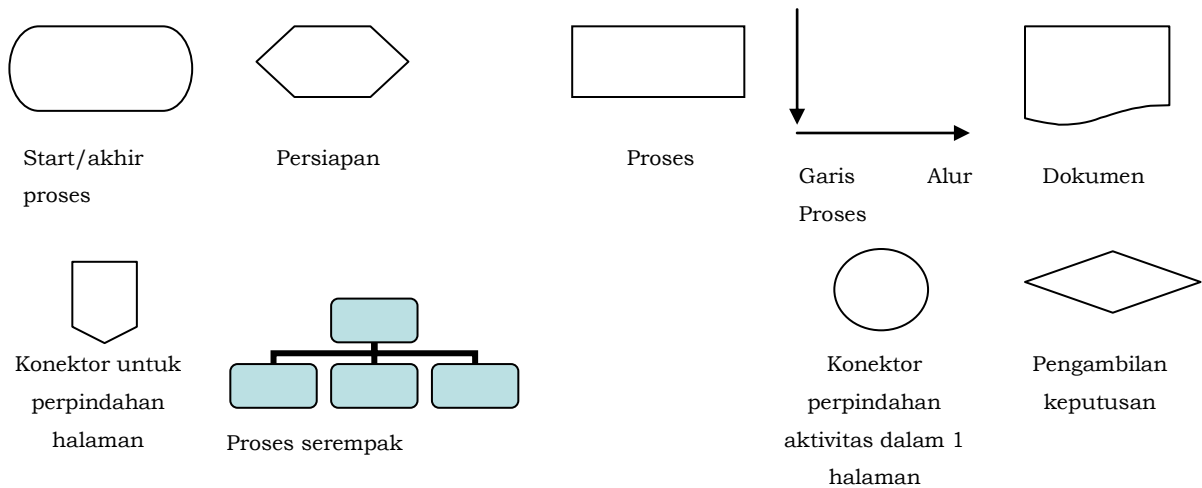 Start/akhir
proses
Persiapan
Proses
Garis Alur
Proses
Dokumen
Konektor untuk
perpindahan
halaman
Proses serempak
Konektor
perpindahan
aktivitas dalam 1
halaman
Pengambilan
keputusan